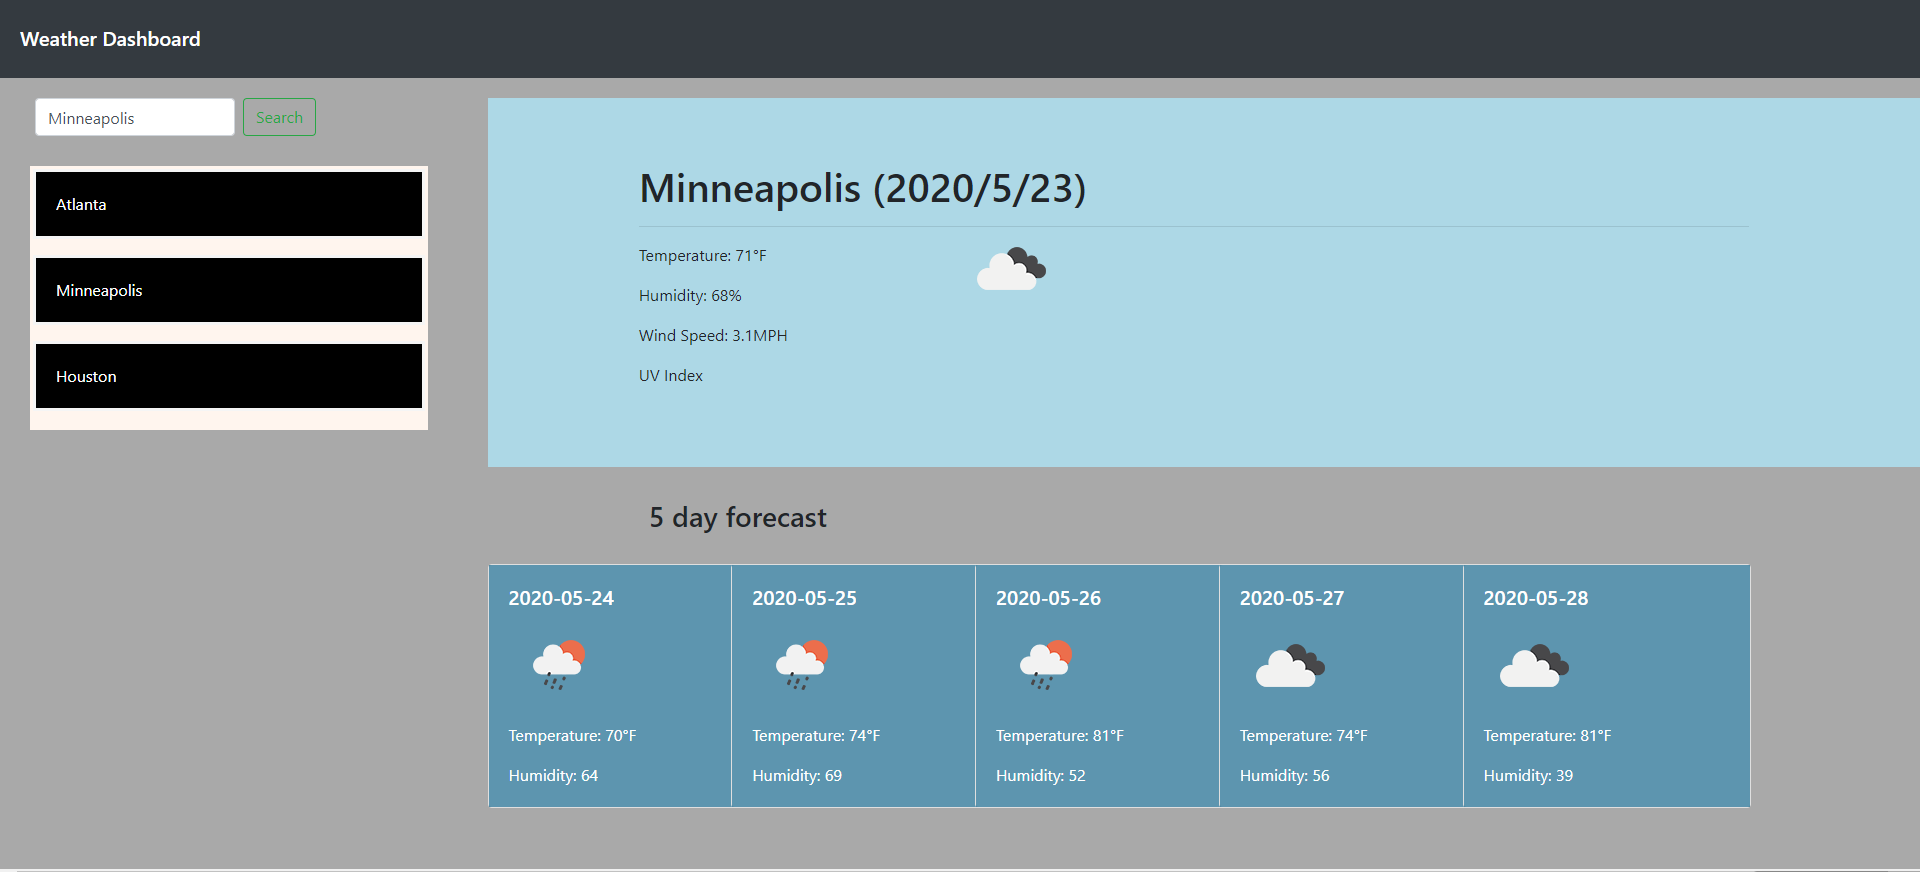 Weather Dashboard
Minneapolis
Search
Atlanta
Minneapolis
Houston
Minneapolis (2020/5/23)
Temperature: 71°F
Humidity: 68%
Wind Speed: 3.1MPH
UV Index
5 day forecast
2020-05-24
Temperature: 70°F
Humidity: 64
2020-05-25
Temperature: 74°F
Humidity: 69
2020-05-26
Temperature: 81°F
Humidity: 52
2020-05-27
Temperature: 74°F
Humidity: 56
2020-05-28
Temperature: 81°F
Humidity: 39